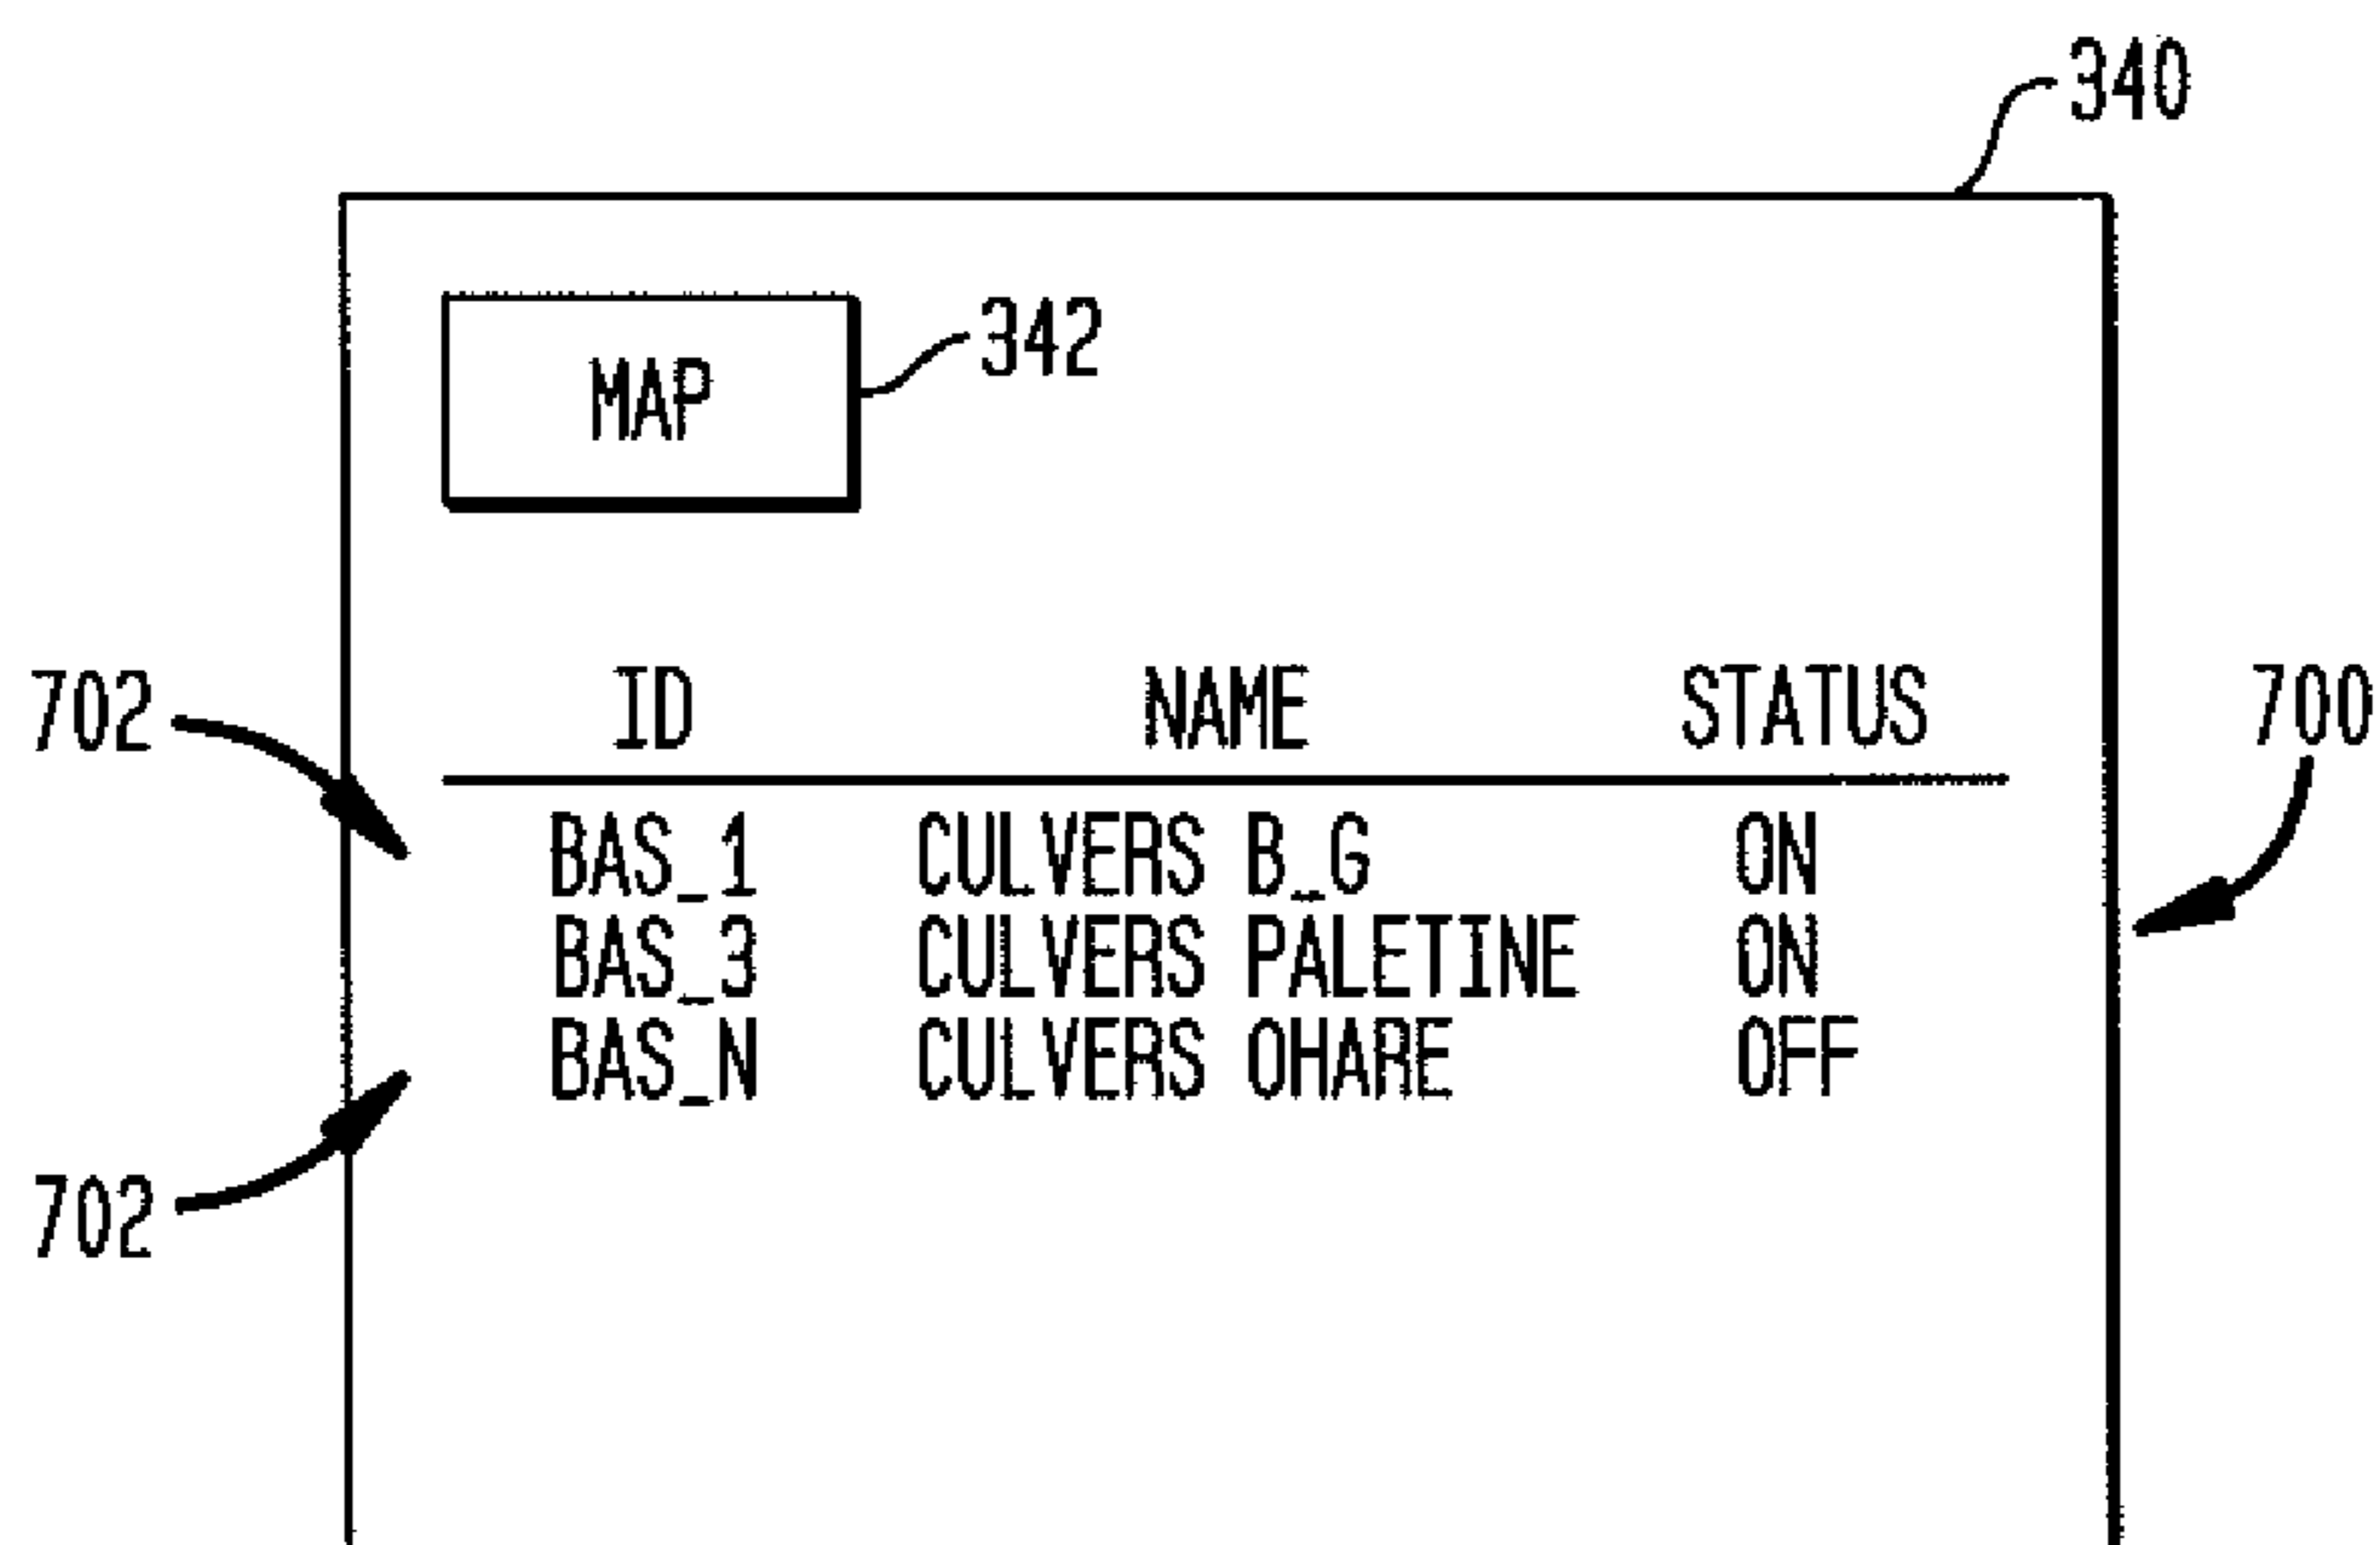 340
MAP 342
702 ID NAME STATUS 700
BAS_1 CULVERS B_G ON
BAS_3 CULVERS PALETINE ON
BAS_N CULVERS OHARE OFF
702